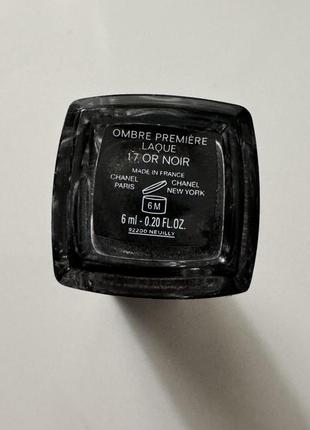 OMBRE PREMIÈRE
LAQUE
17 OR NOIR
MADE IN FRANCE
CHANEL PARIS
CHANEL NEW YORK
6M
6 ml - 0.20 FL.OZ.
92200 NEUILLY